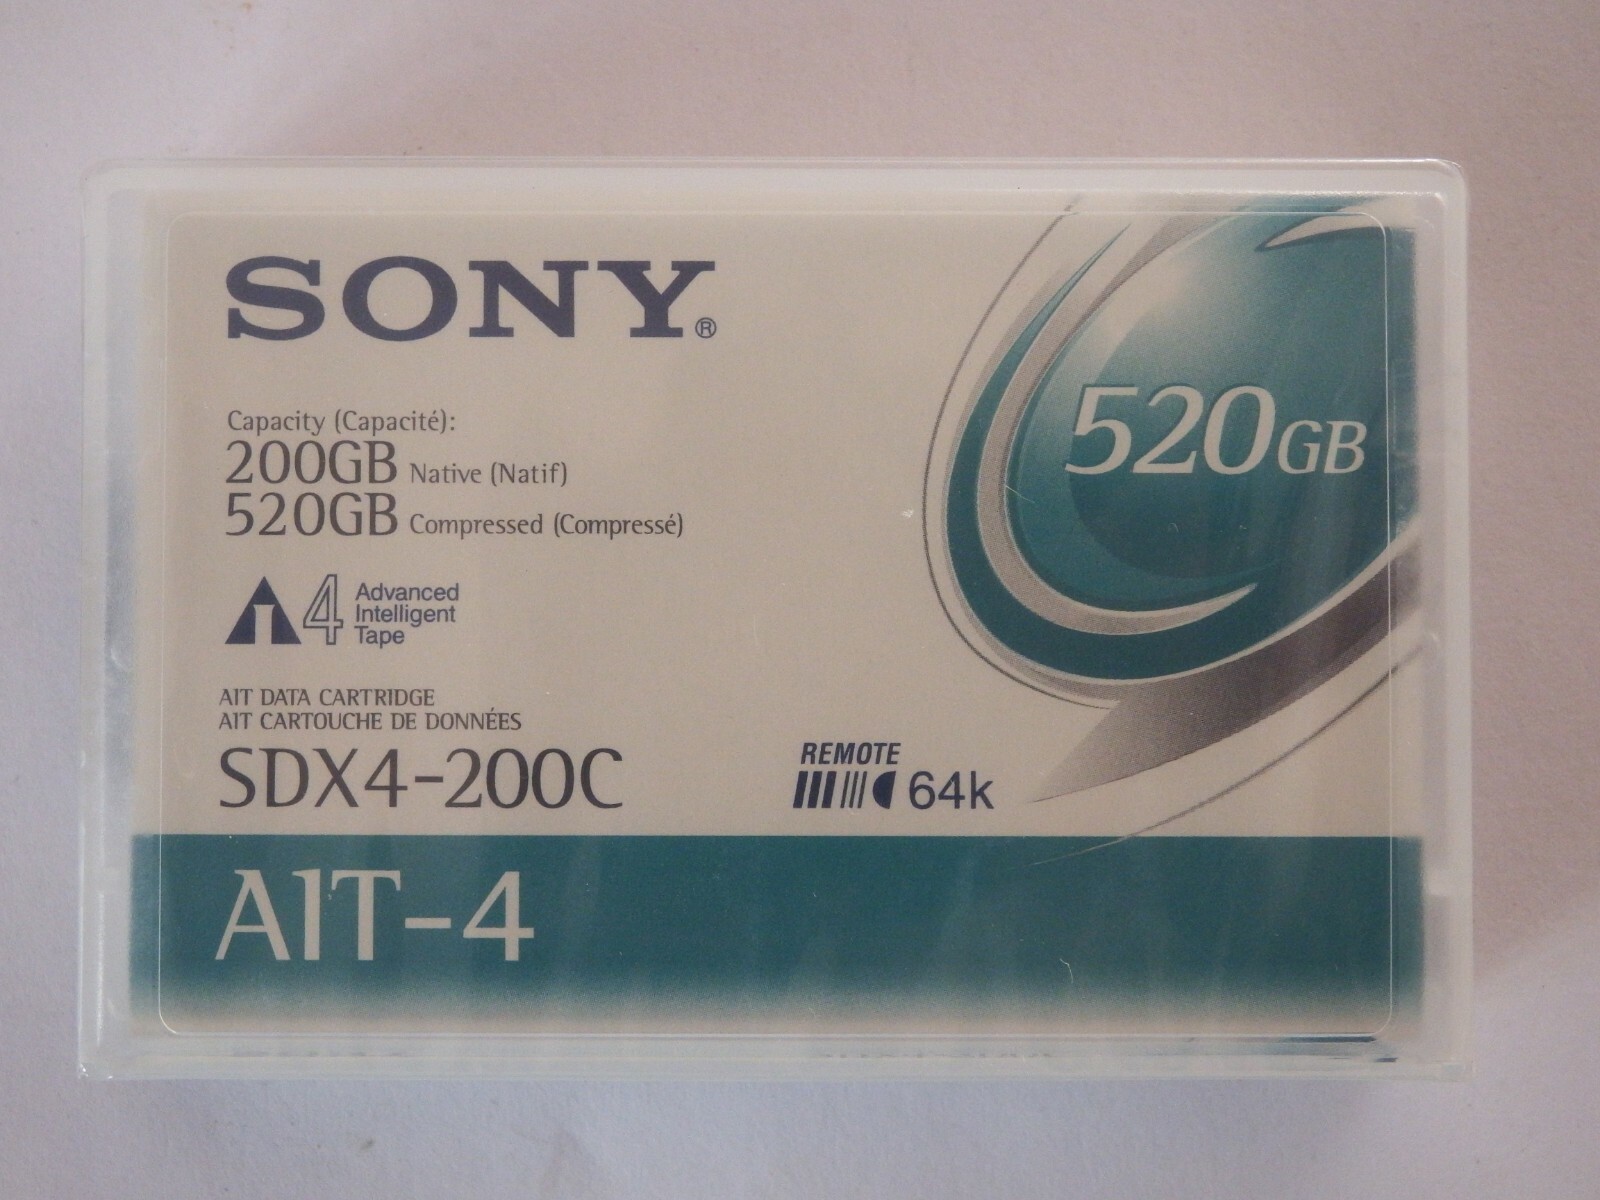 SONY®
Capacity (Capacité):
200GB Native (Natif)
520GB Compressed (Compressé)
520GB
4 Advanced
Intelligent
Tape
AIT DATA CARTRIDGE
AIT CARTOUCHE DE DONNÉES
SDX4-200C
REMOTE
64k
AIT-4